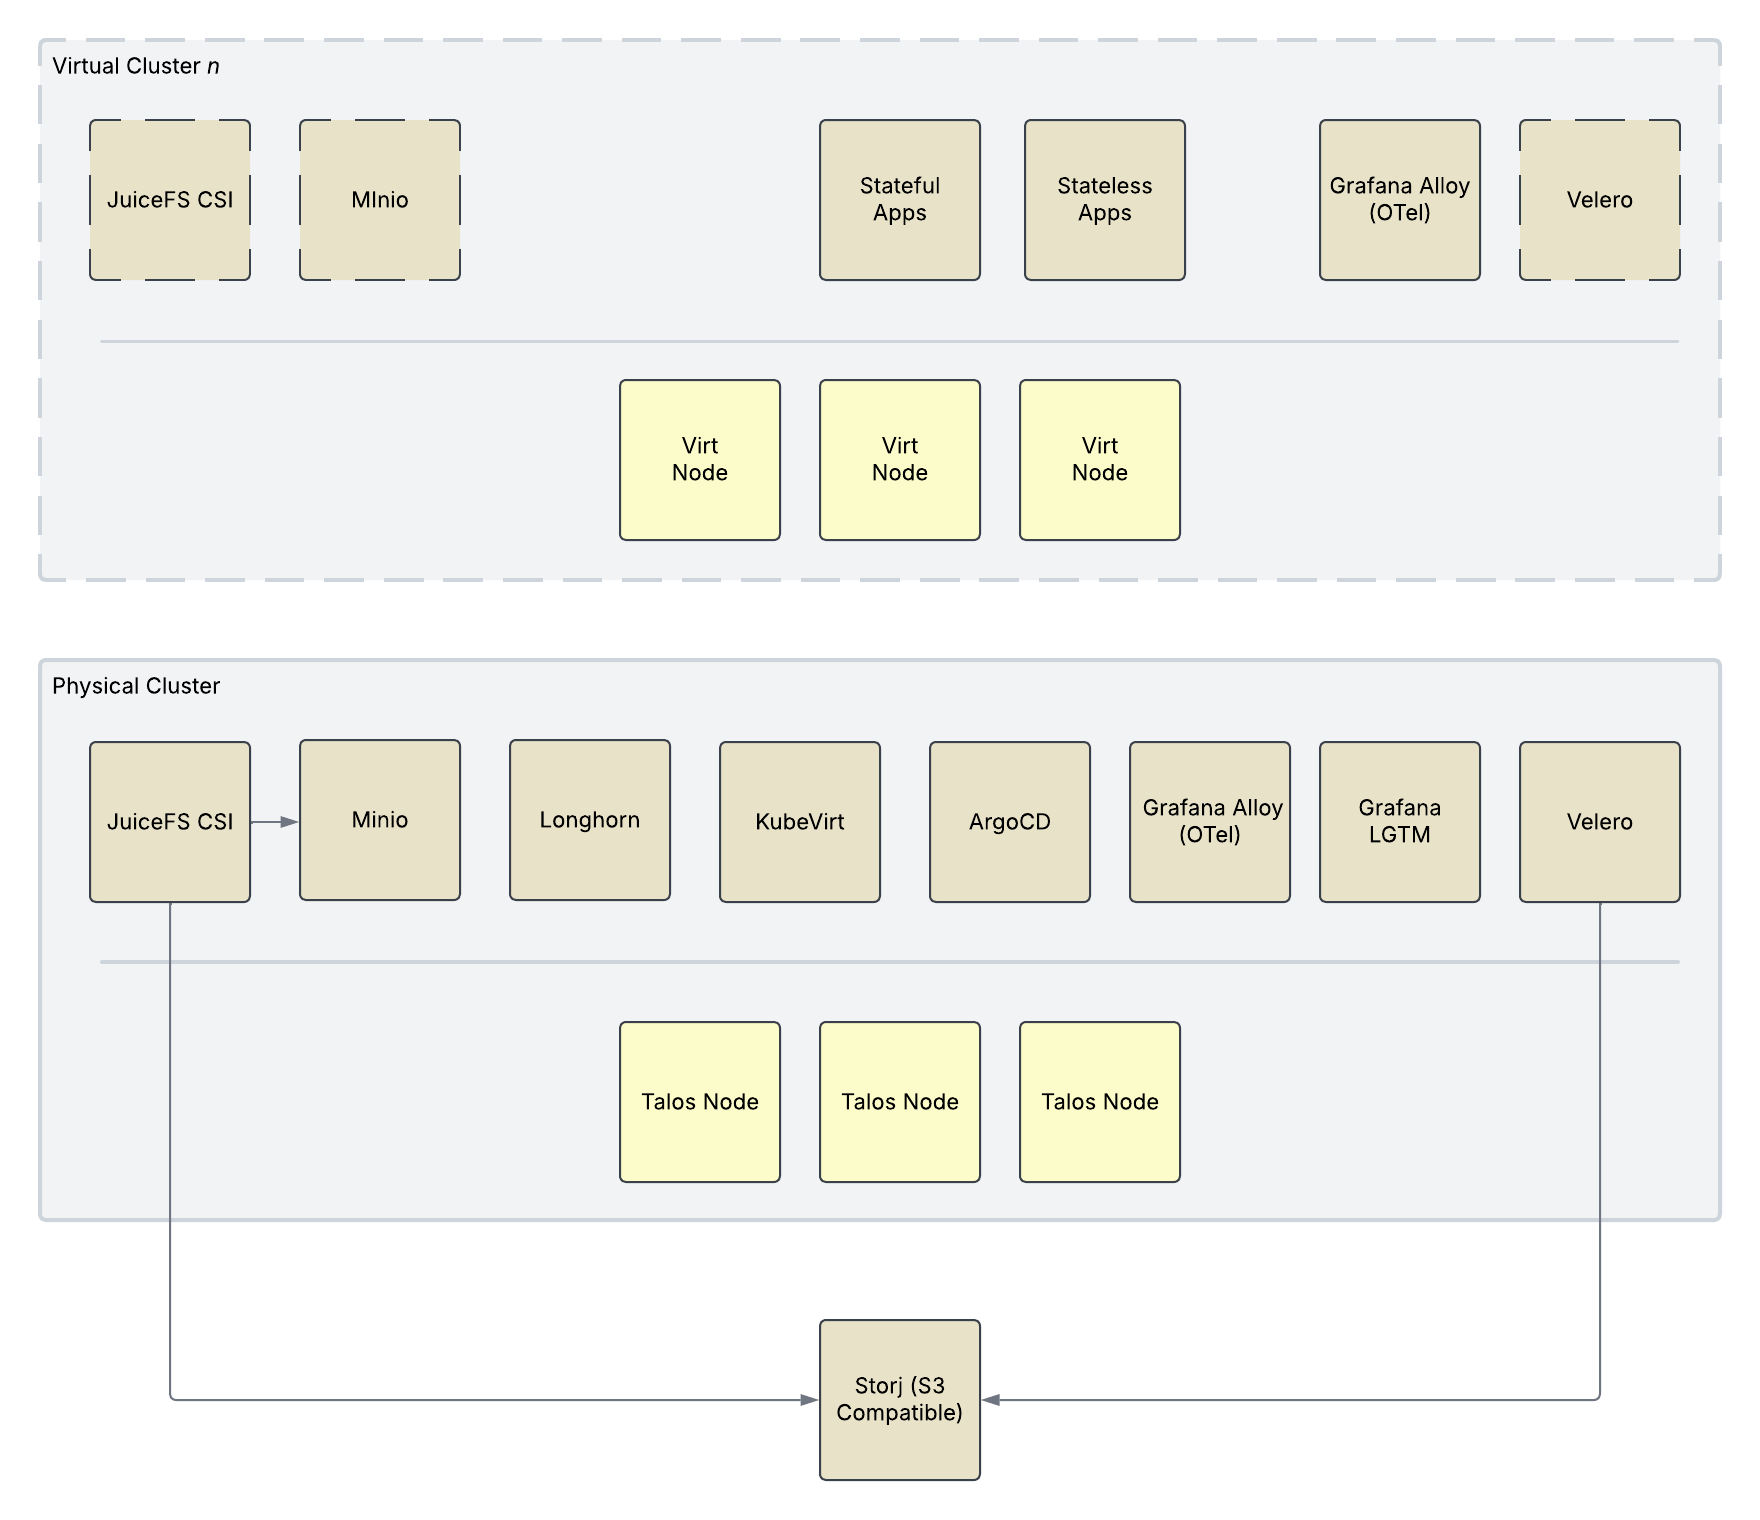 Virtual Cluster n
JuiceFS CSI
MInio
Stateful
Apps
Stateless
Apps
Grafana Alloy
(OTel)
Velero
Virt
Node
Virt
Node
Virt
Node
Physical Cluster
JuiceFS CSI
Minio
Longhorn
KubeVirt
ArgoCD
Grafana Alloy
(OTel)
Grafana
LGTM
Velero
Talos Node
Talos Node
Talos Node
Storj (S3
Compatible)